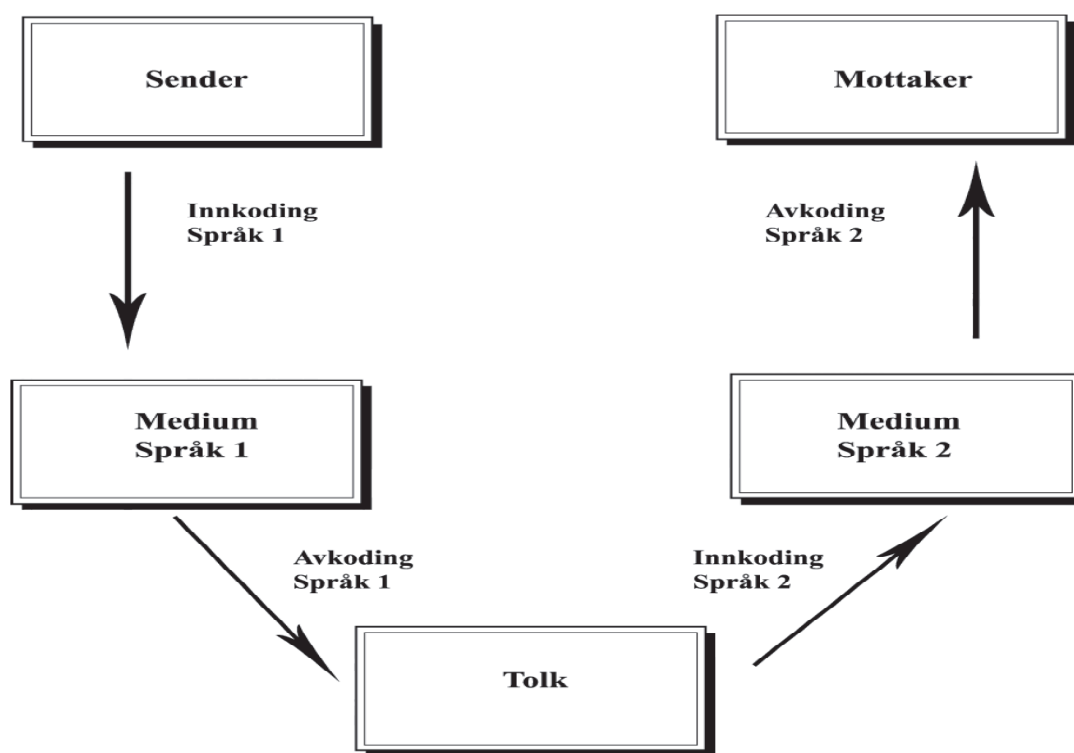 Sender
Mottaker
Innkoding
Språk 1
Avkoding
Språk 2
Medium
Språk 1
Medium
Språk 2
Avkoding
Språk 1
Innkoding
Språk 2
Tolk